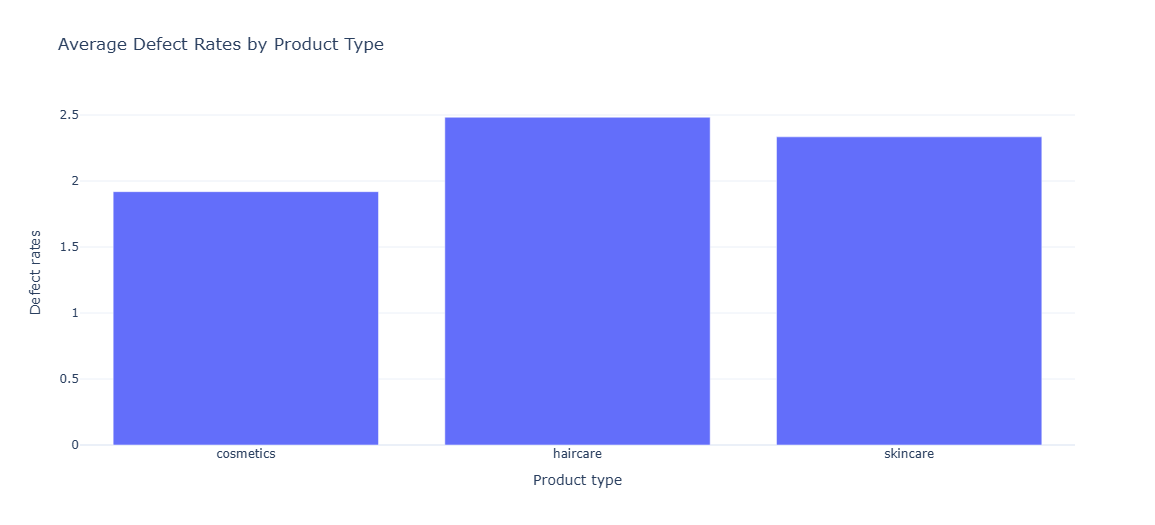 Average Defect Rates by Product Type
2.5
2
1.5
1
0.5
0
Defect rates
cosmetics haircare skincare
Product type